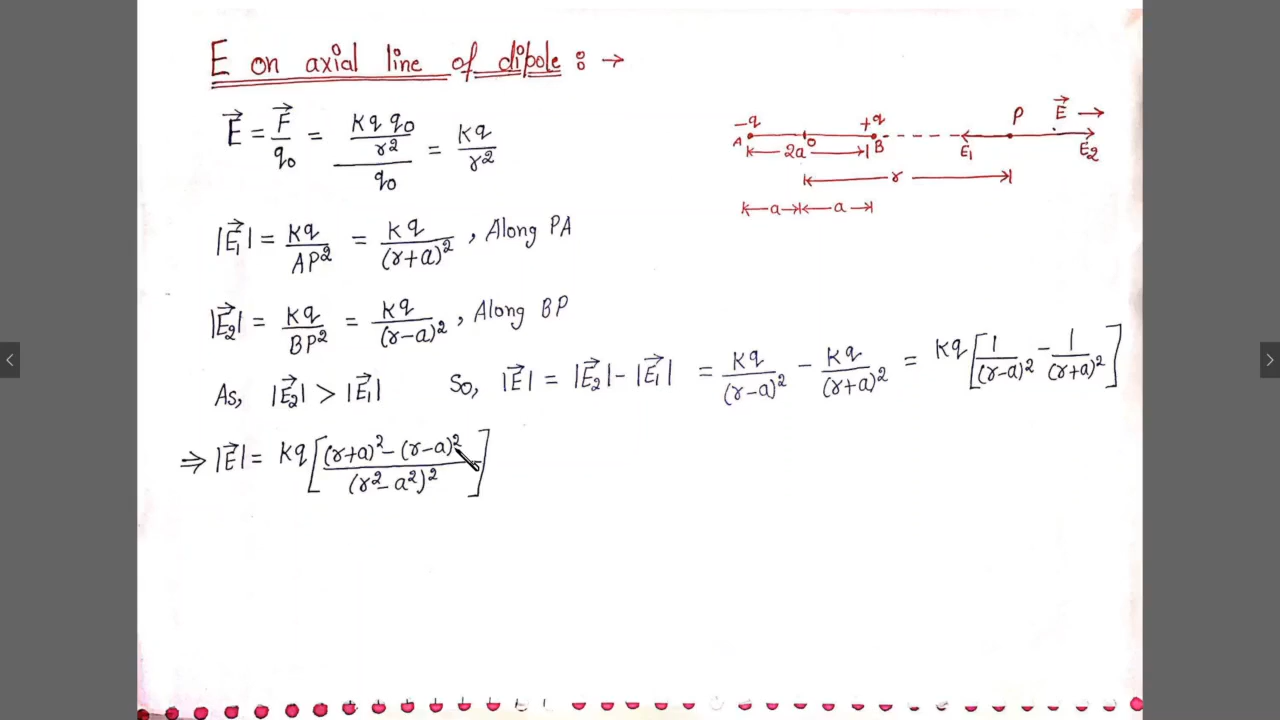 E on axial line of dipole :→
E⃗ = F⃗/q₀ = (Kq q₀/r²)/q₀ = Kq/r²
-q +q P E⃗ →
A O B E₁ E₂
2a
r
a a
|E₁⃗| = Kq/AP² = Kq/(r+a)² , Along PA
|E₂⃗| = Kq/BP² = Kq/(r-a)² , Along BP
As, |E₂⃗| > |E₁⃗| So, |E⃗| = |E₂⃗| - |E₁⃗| = Kq/(r-a)² - Kq/(r+a)² = Kq[1/(r-a)² - 1/(r+a)²]
⇒ |E⃗| = Kq[((r+a)² - (r-a)²)/(r² - a²)²]